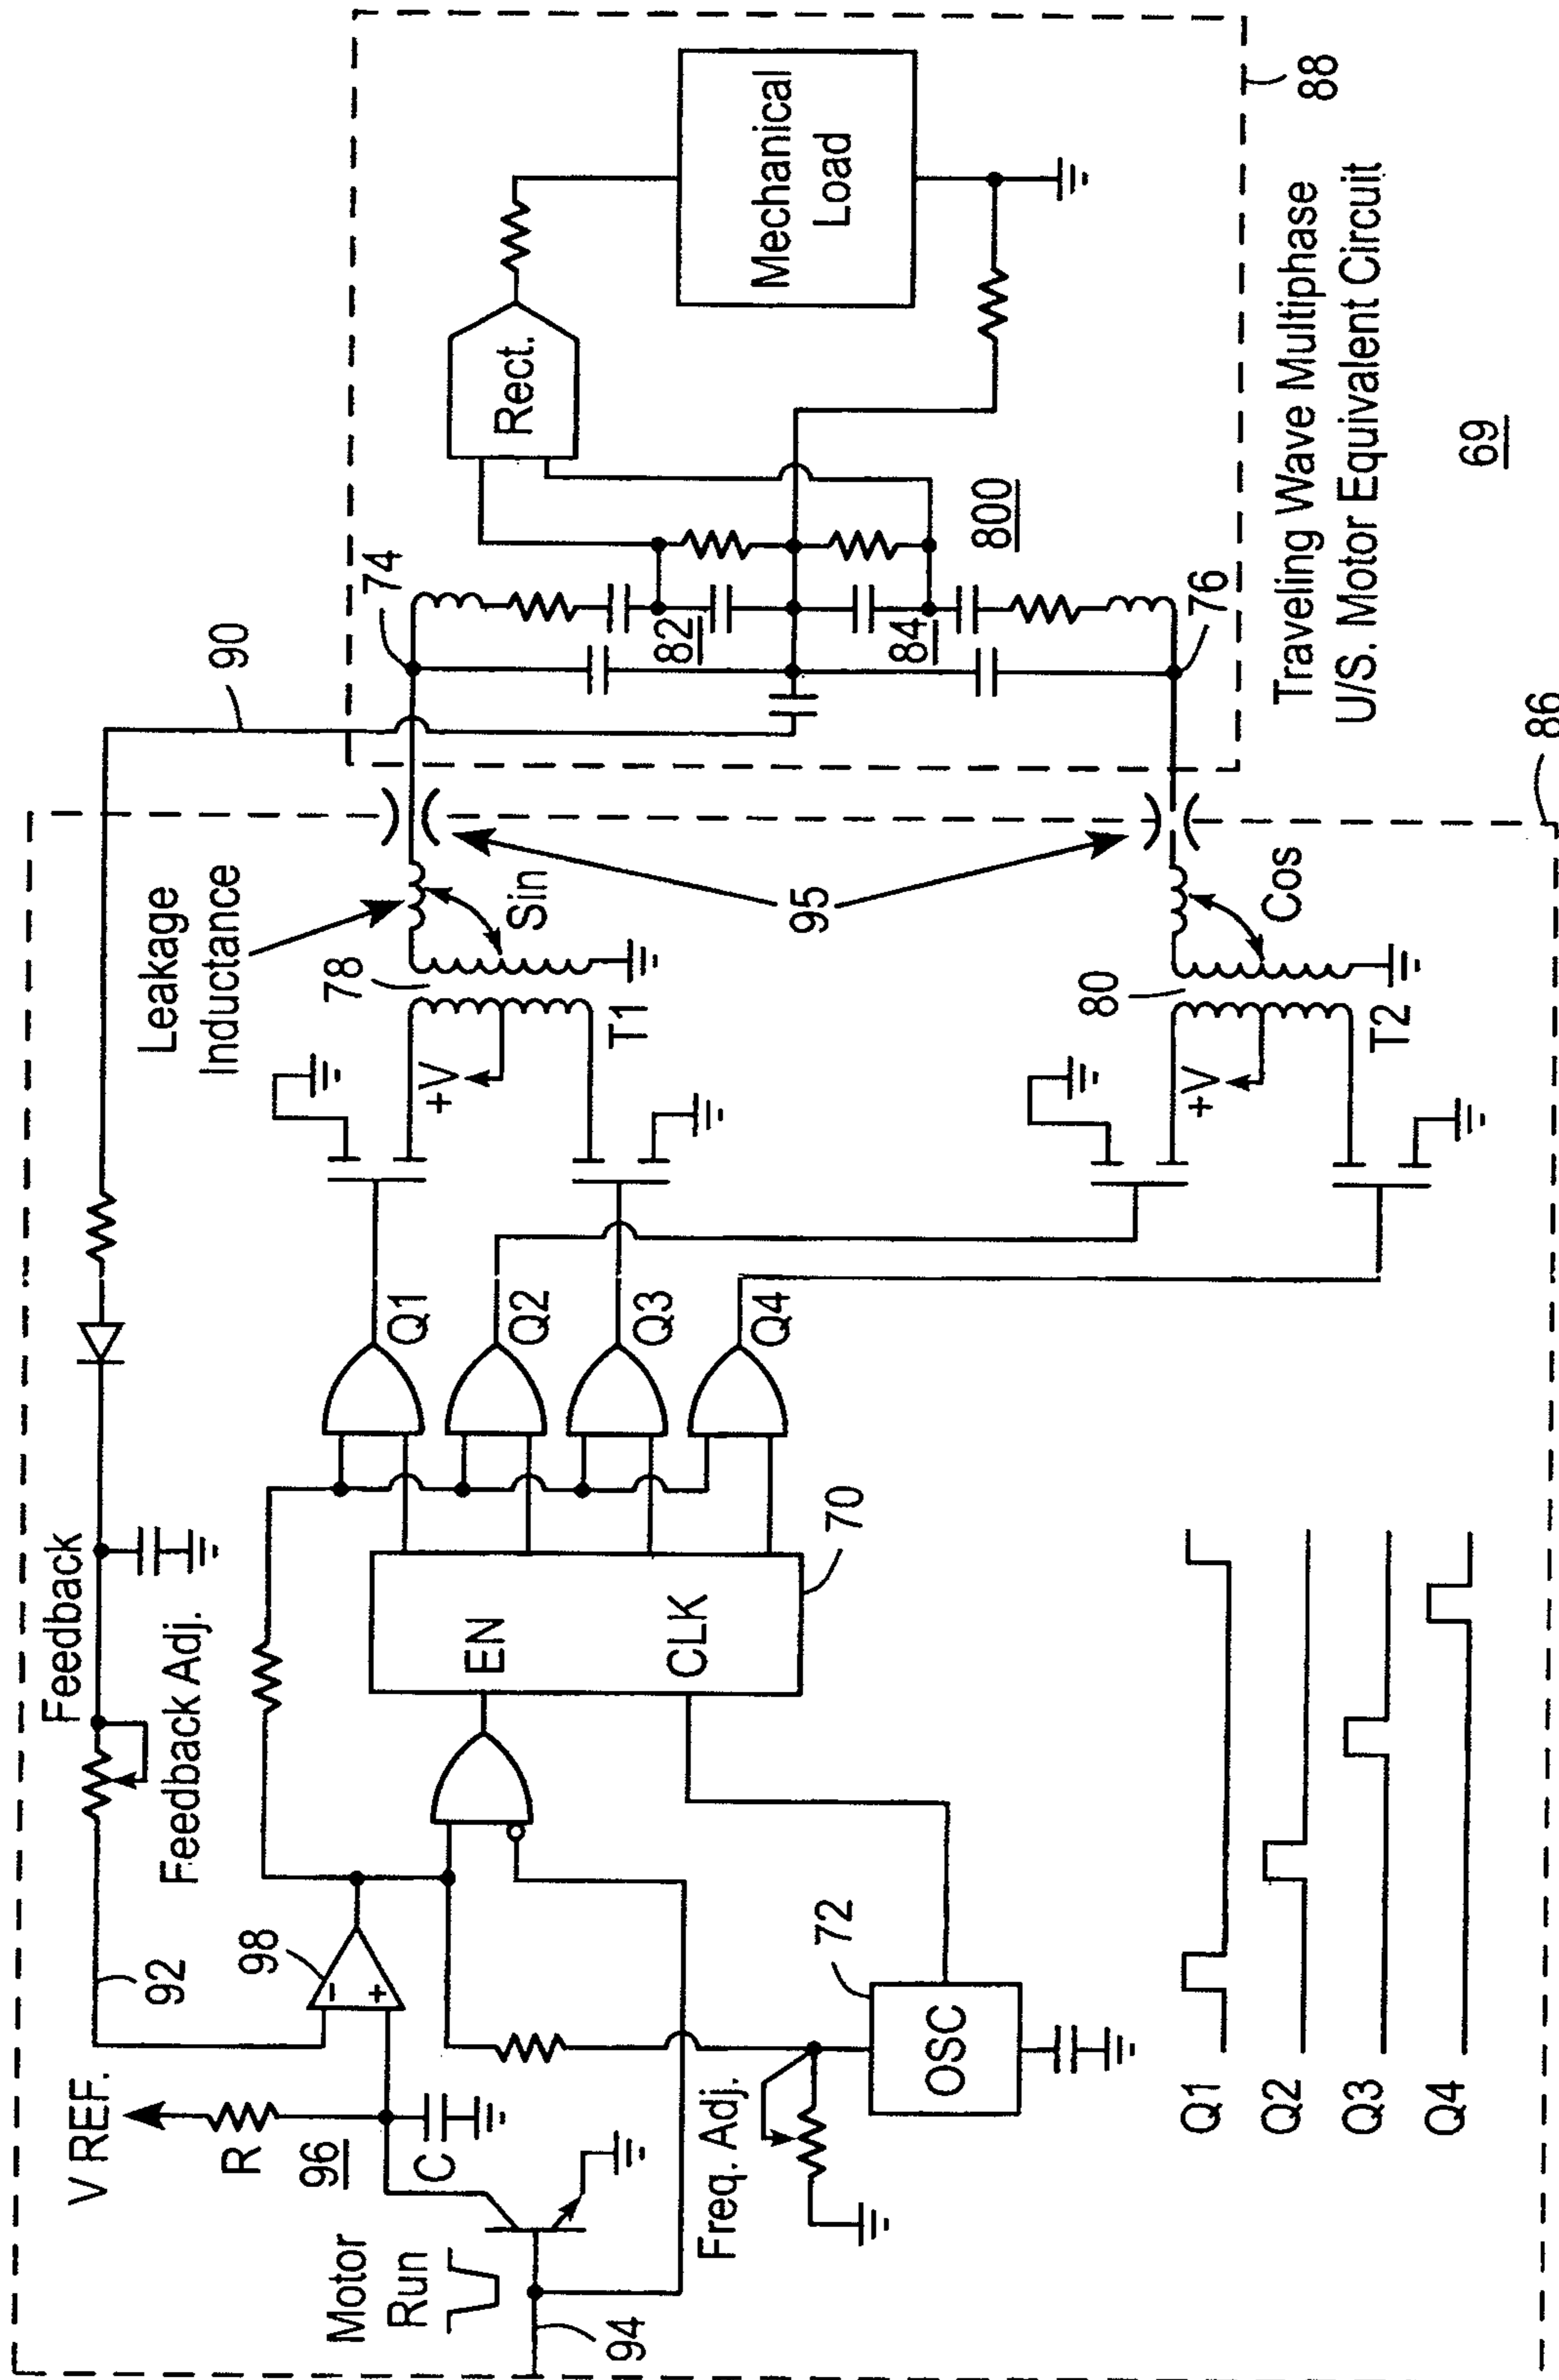 90
74
88
Rect.
Mechanical
Load
82
84
800
76
Traveling Wave Multiphase
U/S. Motor Equivalent Circuit
69
86
Leakage
Inductance
78
Sin
T1
+V
95
80
Cos
T2
+V
Feedback
Feedback Adj.
Q1
Q2
Q3
Q4
70
EN
CLK
92
98
-
+
V REF.
R
96
C
Motor
Run
94
Freq. Adj.
72
OSC
Q1
Q2
Q3
Q4